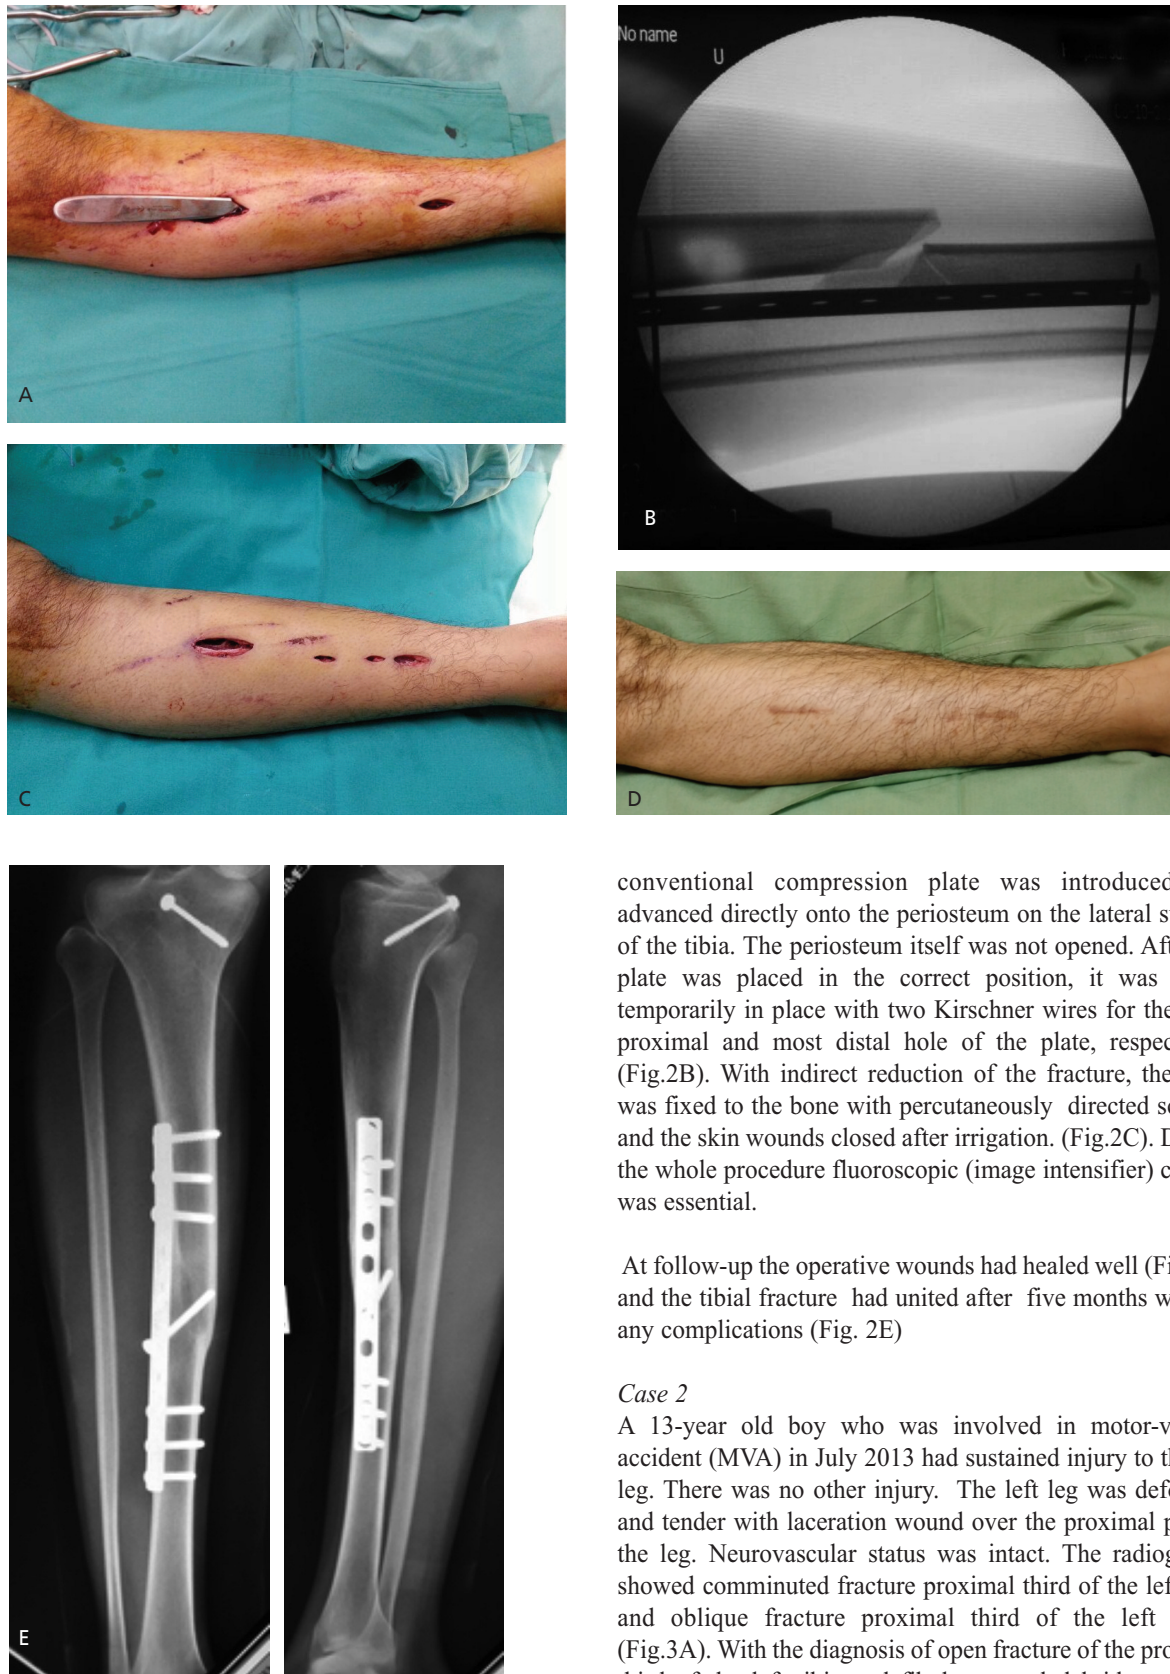 No name
U
A
B
C
D
E
conventional compression plate was introduced
advanced directly onto the periosteum on the lateral
of the tibia. The periosteum itself was not opened.
plate was placed in the correct position, it was
temporarily in place with two Kirschner wires for the
proximal and most distal hole of the plate,
(Fig.2B). With indirect reduction of the fracture, the
was fixed to the bone with percutaneously directed
and the skin wounds closed after irrigation. (Fig.2C).
the whole procedure fluoroscopic (image intensifier)
was essential.
At follow-up the operative wounds had healed well
and the tibial fracture had united after five months
any complications (Fig. 2E)
Case 2
A 13-year old boy who was involved in
accident (MVA) in July 2013 had sustained injury to
leg. There was no other injury. The left leg was
and tender with laceration wound over the proximal
the leg. Neurovascular status was intact. The
showed comminuted fracture proximal third of the
and oblique fracture proximal third of the left
(Fig.3A). With the diagnosis of open fracture of the